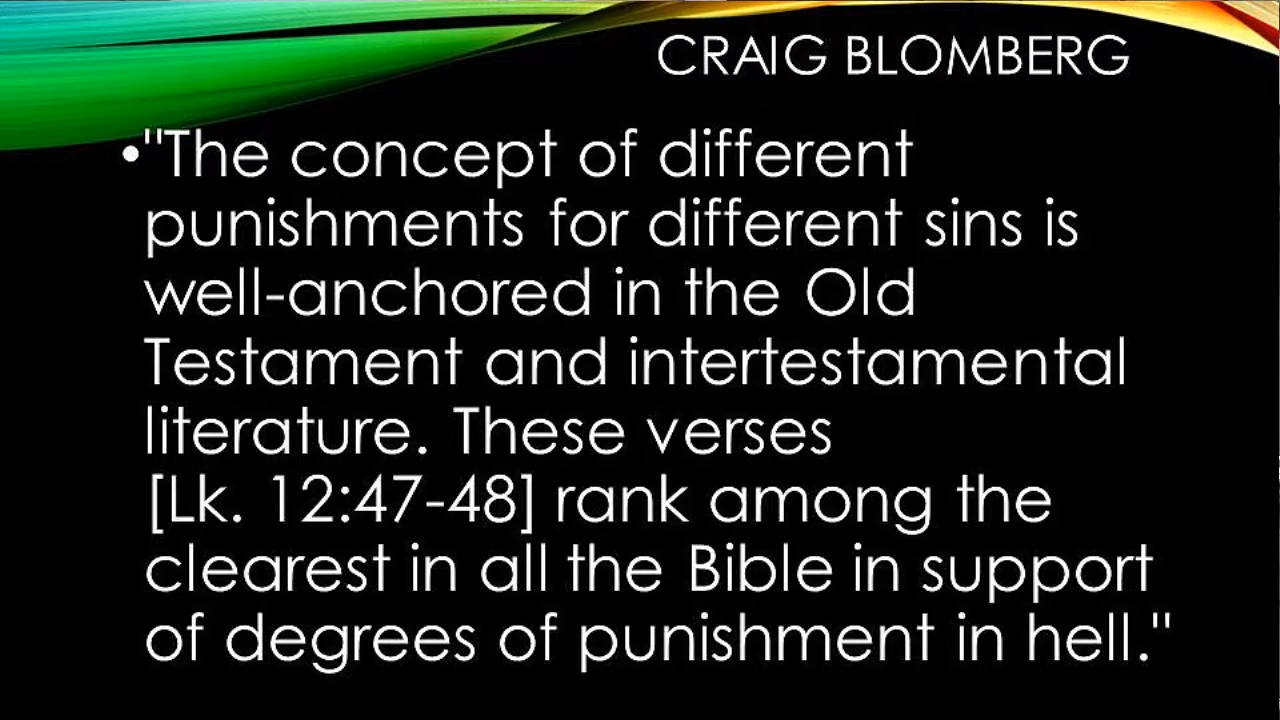 CRAIG BLOMBERG
•"The concept of different
punishments for different sins is
well-anchored in the Old
Testament and intertestamental
literature. These verses
[Lk. 12:47-48] rank among the
clearest in all the Bible in support
of degrees of punishment in hell."